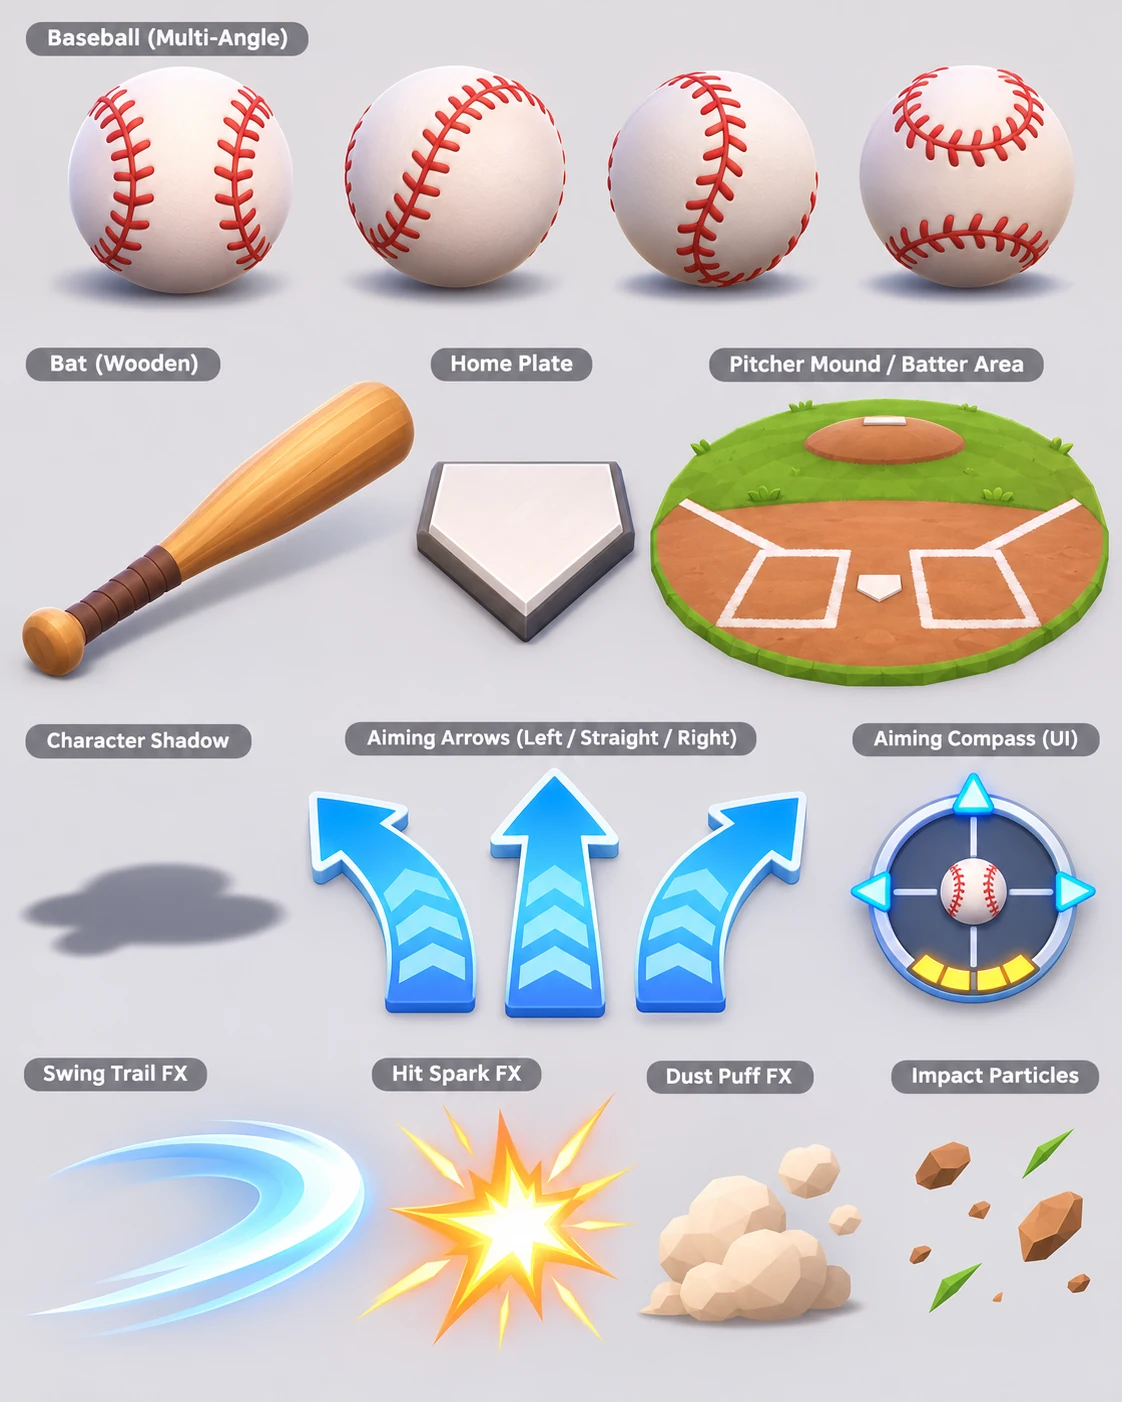 Baseball (Multi-Angle)
Bat (Wooden)
Home Plate
Pitcher Mound / Batter Area
Character Shadow
Aiming Arrows (Left / Straight / Right)
Aiming Compass (UI)
Swing Trail FX
Hit Spark FX
Dust Puff FX
Impact Particles